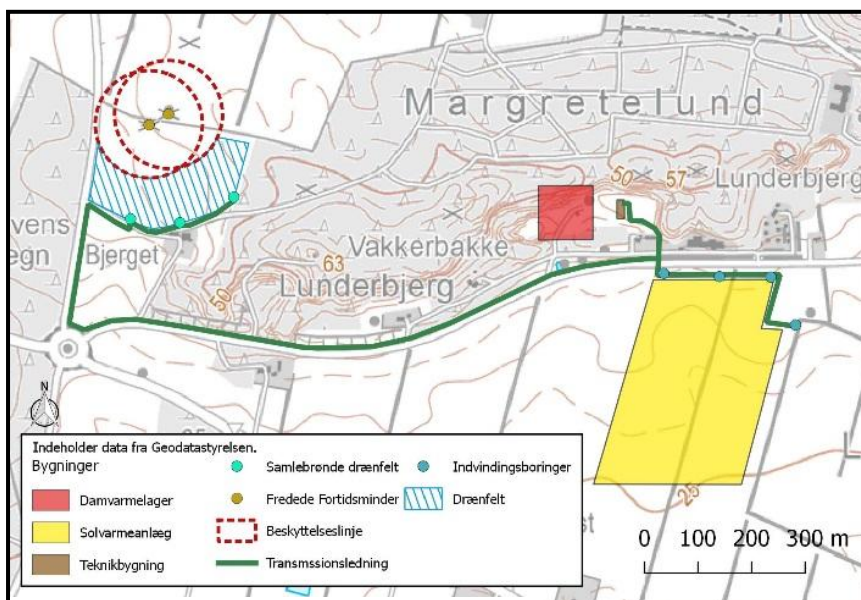 Margretelund
50
57
Lunderbjerg
vens
egn
Bjerget
Vakkerbakke
63
50
Lunderbjerg
25
N
Indeholder data fra Geodatastyrelsen.
Bygninger
Samlebrønde drænfelt
Indvindingsboringer
Damvarmelager
Fredede Fortidsminder
Drænfelt
Solvarmeanlæg
Beskyttelseslinje
Teknikbygning
Transmssionsledning
st
L
0 100 200 300 m